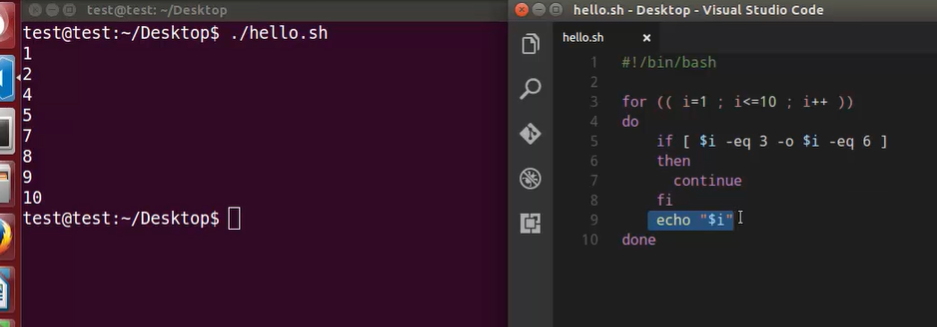 test@test: ~/Desktop
test@test:~/Desktop$ ./hello.sh
1
2
4
5
7
8
9
10
test@test:~/Desktop$
hello.sh - Desktop - Visual Studio Code
hello.sh
1 #!/bin/bash
2
3 for (( i=1 ; i<=10 ; i++ ))
4 do
5 if [ $i -eq 3 -o $i -eq 6 ]
6 then
7 continue
8 fi
9 echo "$i"
10 done